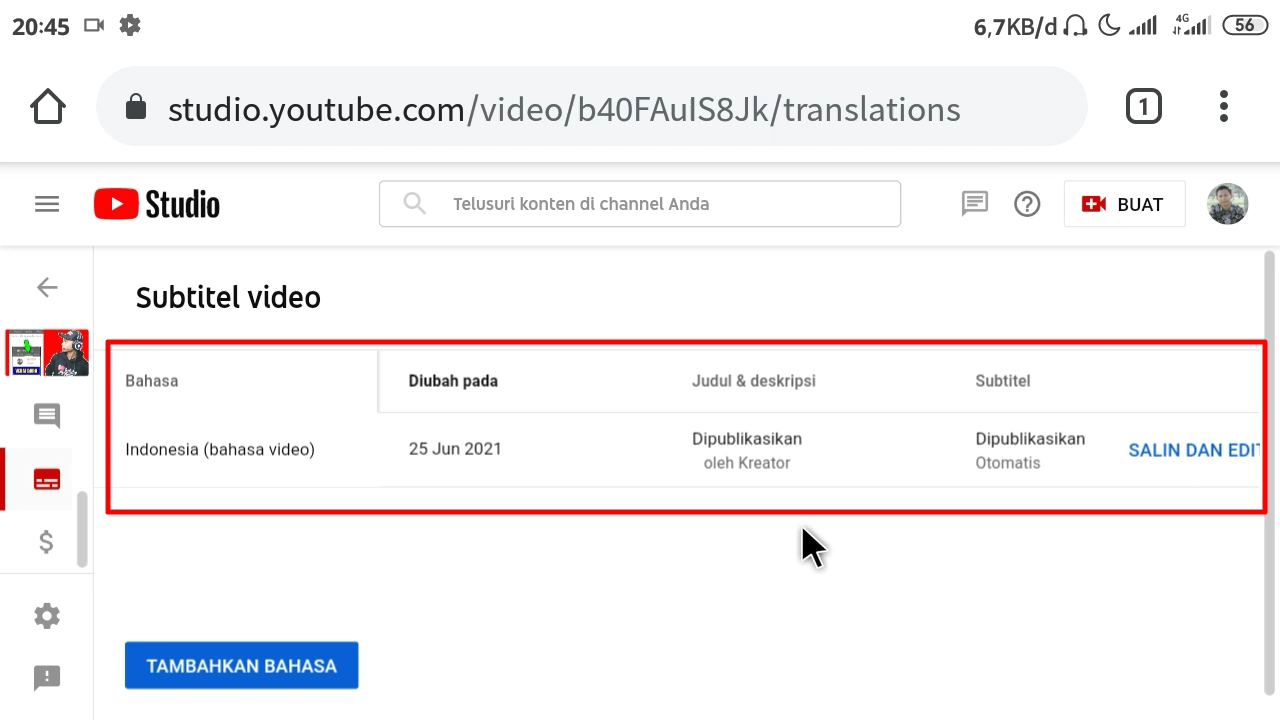 20:45 6,7KB/d 4G 56
studio.youtube.com/video/b40FAuIS8Jk/translations 1
Studio Telusuri konten di channel Anda BUAT
Subtitel video
Bahasa Diubah pada Judul & deskripsi Subtitel
Indonesia (bahasa video) 25 Jun 2021 Dipublikasikan Dipublikasikan SALIN DAN EDIT
oleh Kreator Otomatis
TAMBAHKAN BAHASA